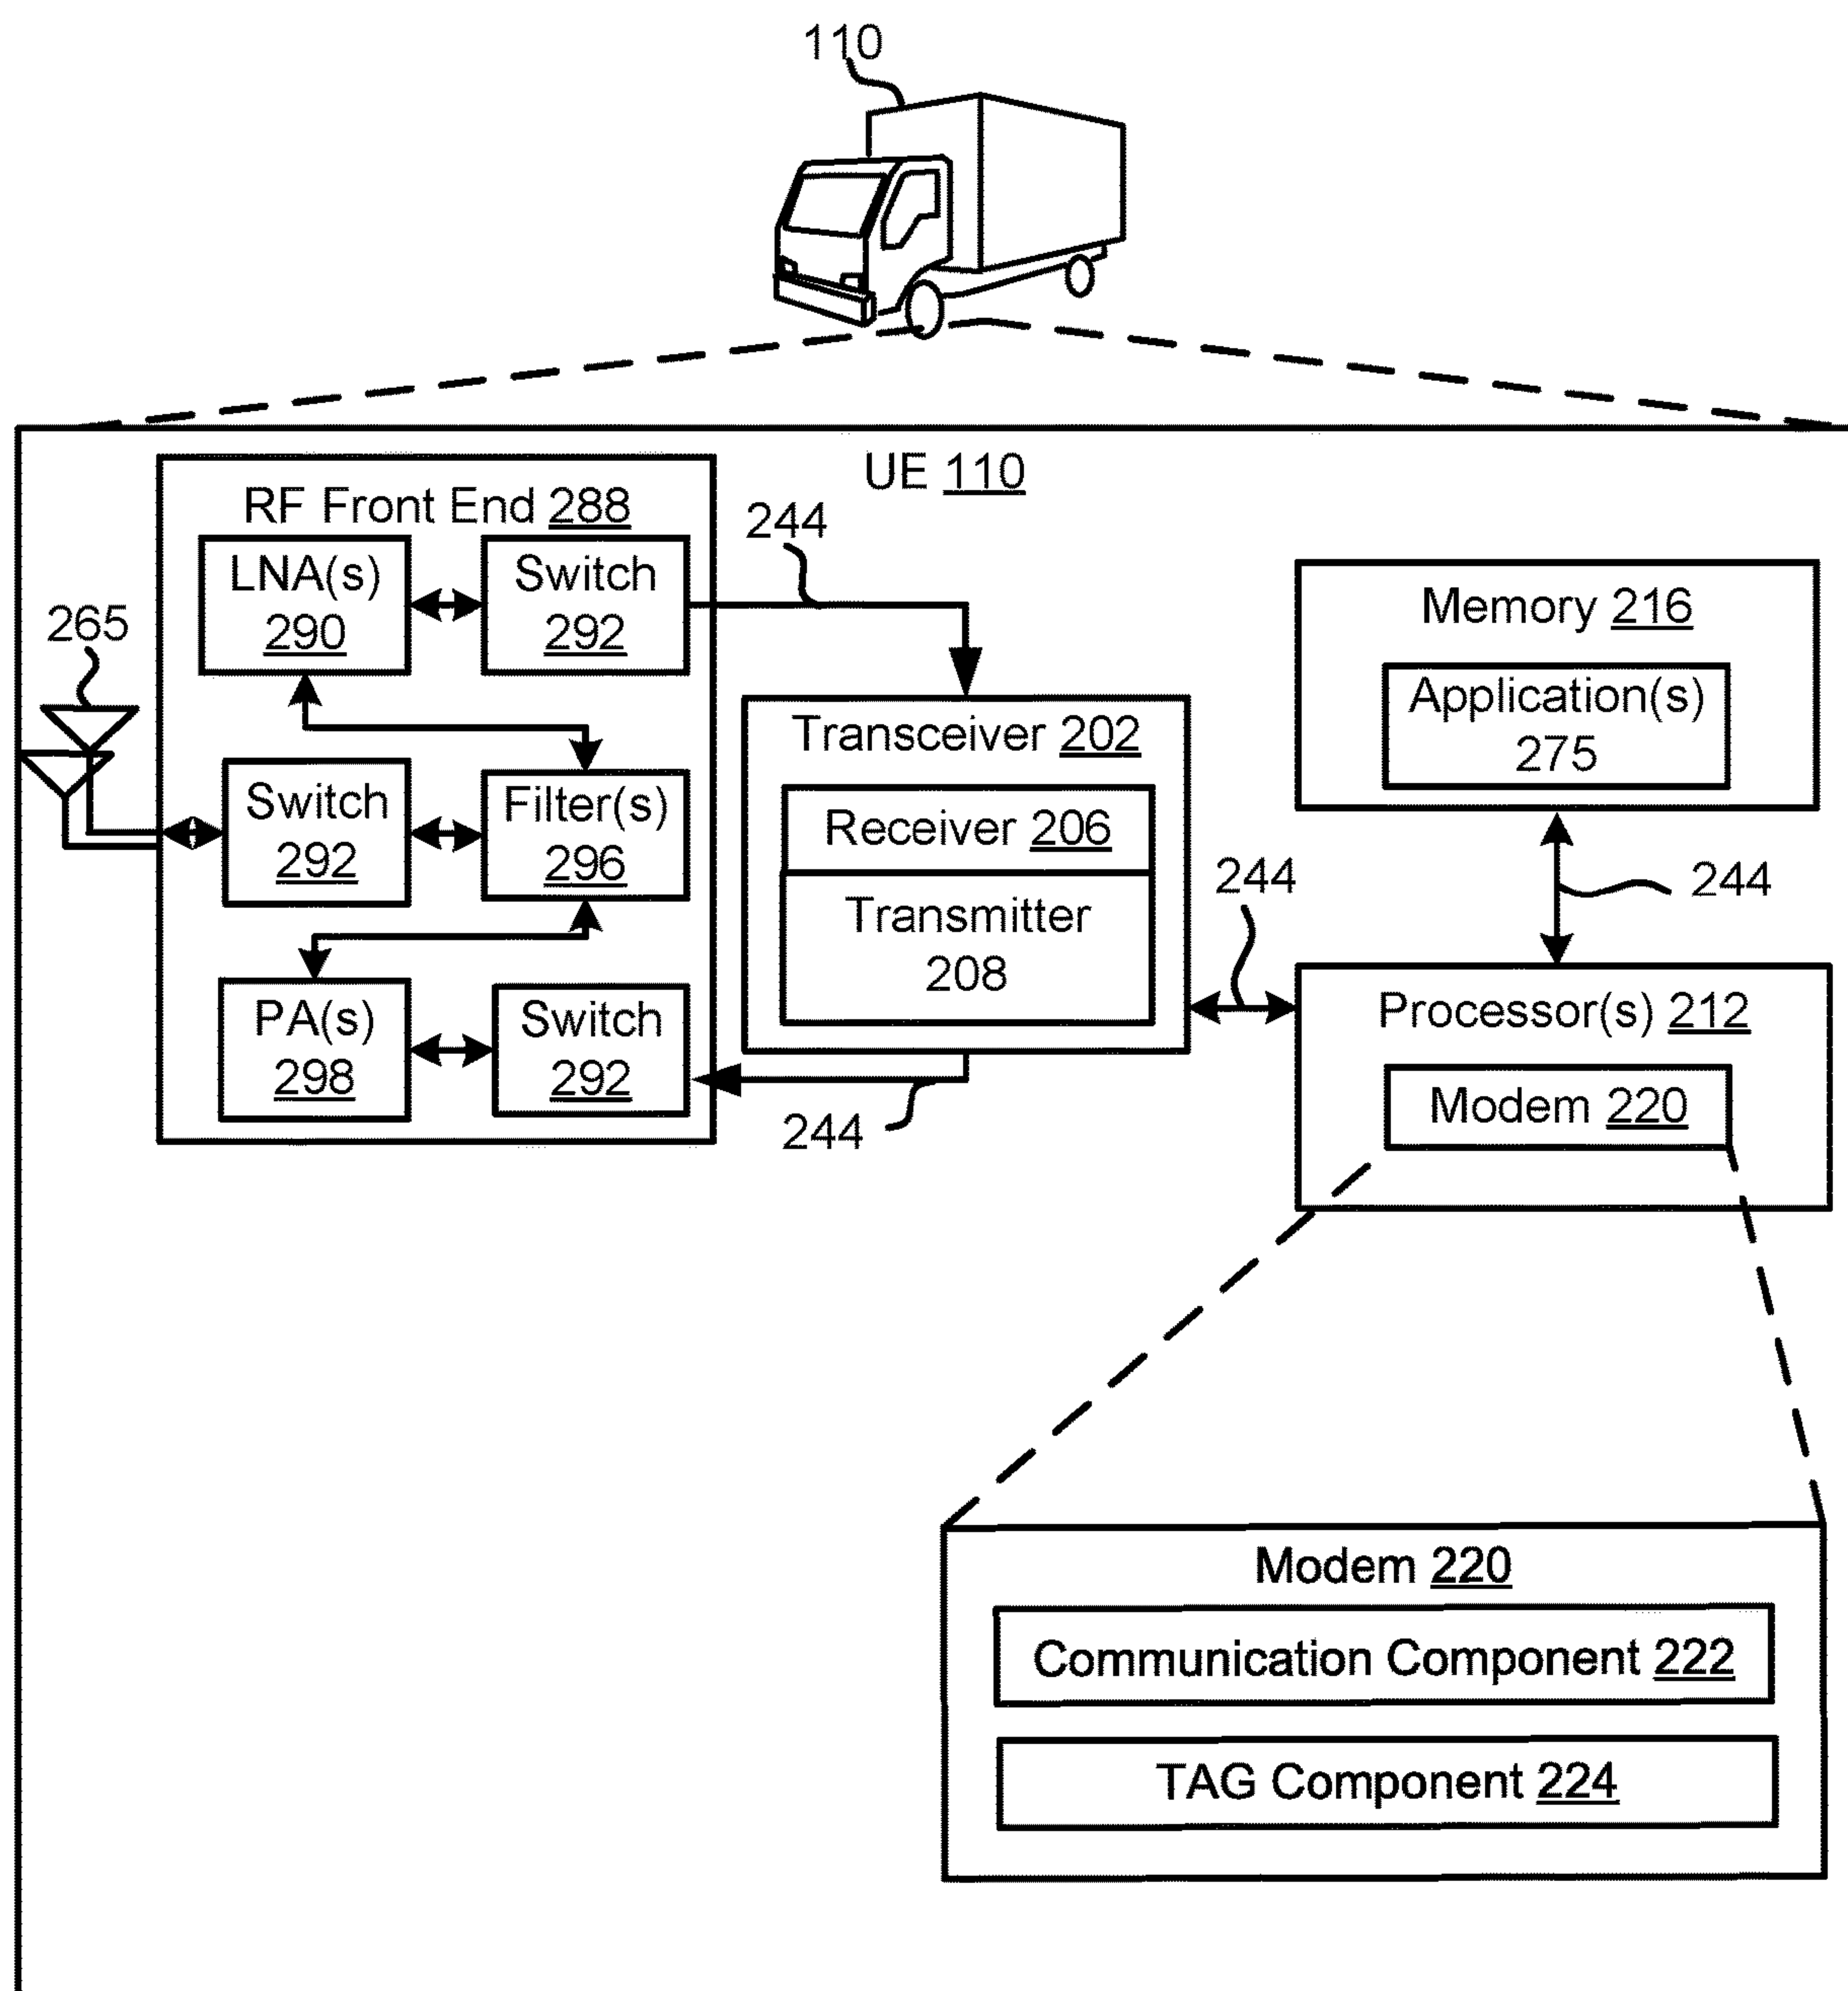 110
UE 110
RF Front End 288
LNA(s)
290
Switch
292
244
265
Switch
292
Filter(s)
296
PA(s)
298
Switch
292
244
Transceiver 202
Receiver 206
Transmitter
208
244
Memory 216
Application(s)
275
244
Processor(s) 212
Modem 220
Modem 220
Communication Component 222
TAG Component 224